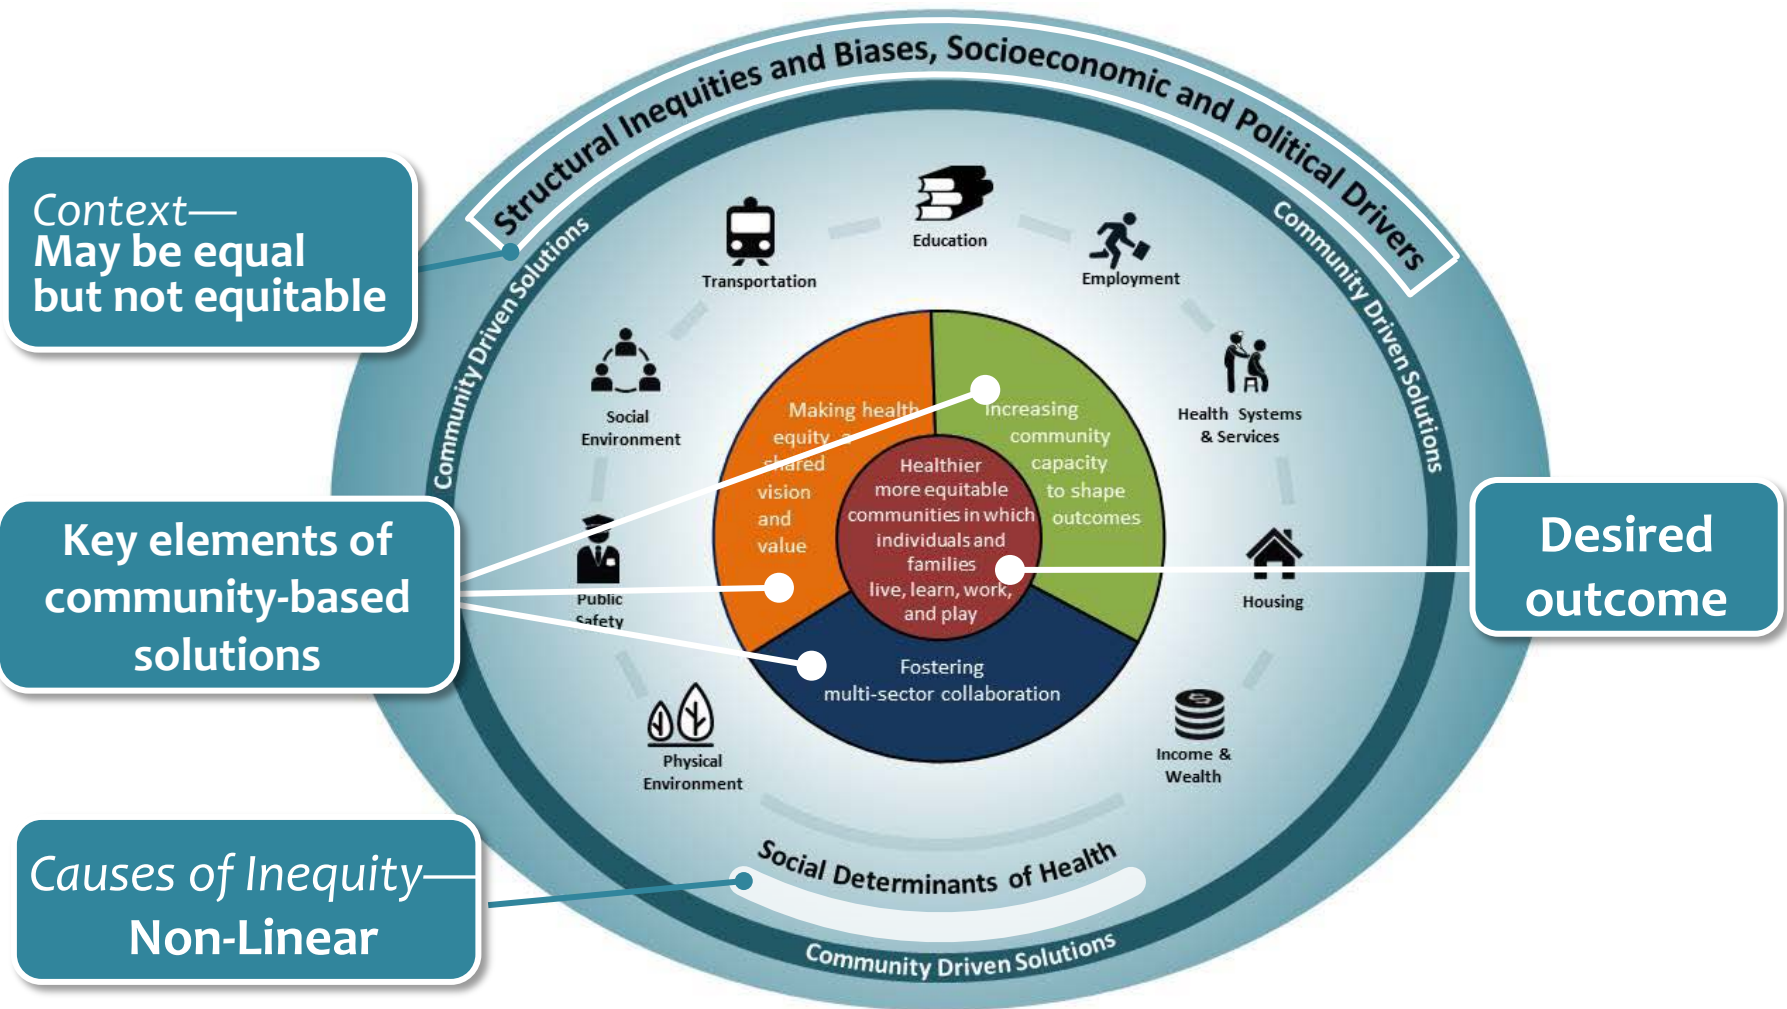 Structural Inequities and Biases, Socioeconomic and Political Drivers
Community Driven Solutions
Community Driven Solutions
Context—
May be equal
but not equitable
Education
Transportation
Employment
Social
Environment
Health Systems
& Services
Making health
equity a
shared
vision
and
value
Increasing
community
capacity
to shape
outcomes
Healthier
more equitable
communities in which
individuals and
families
live, learn, work,
and play
Key elements of
community-based
solutions
Desired
outcome
Public
Safety
Housing
Fostering
multi-sector collaboration
Physical
Environment
Income &
Wealth
Social Determinants of Health
Causes of Inequity—
Non-Linear
Community Driven Solutions